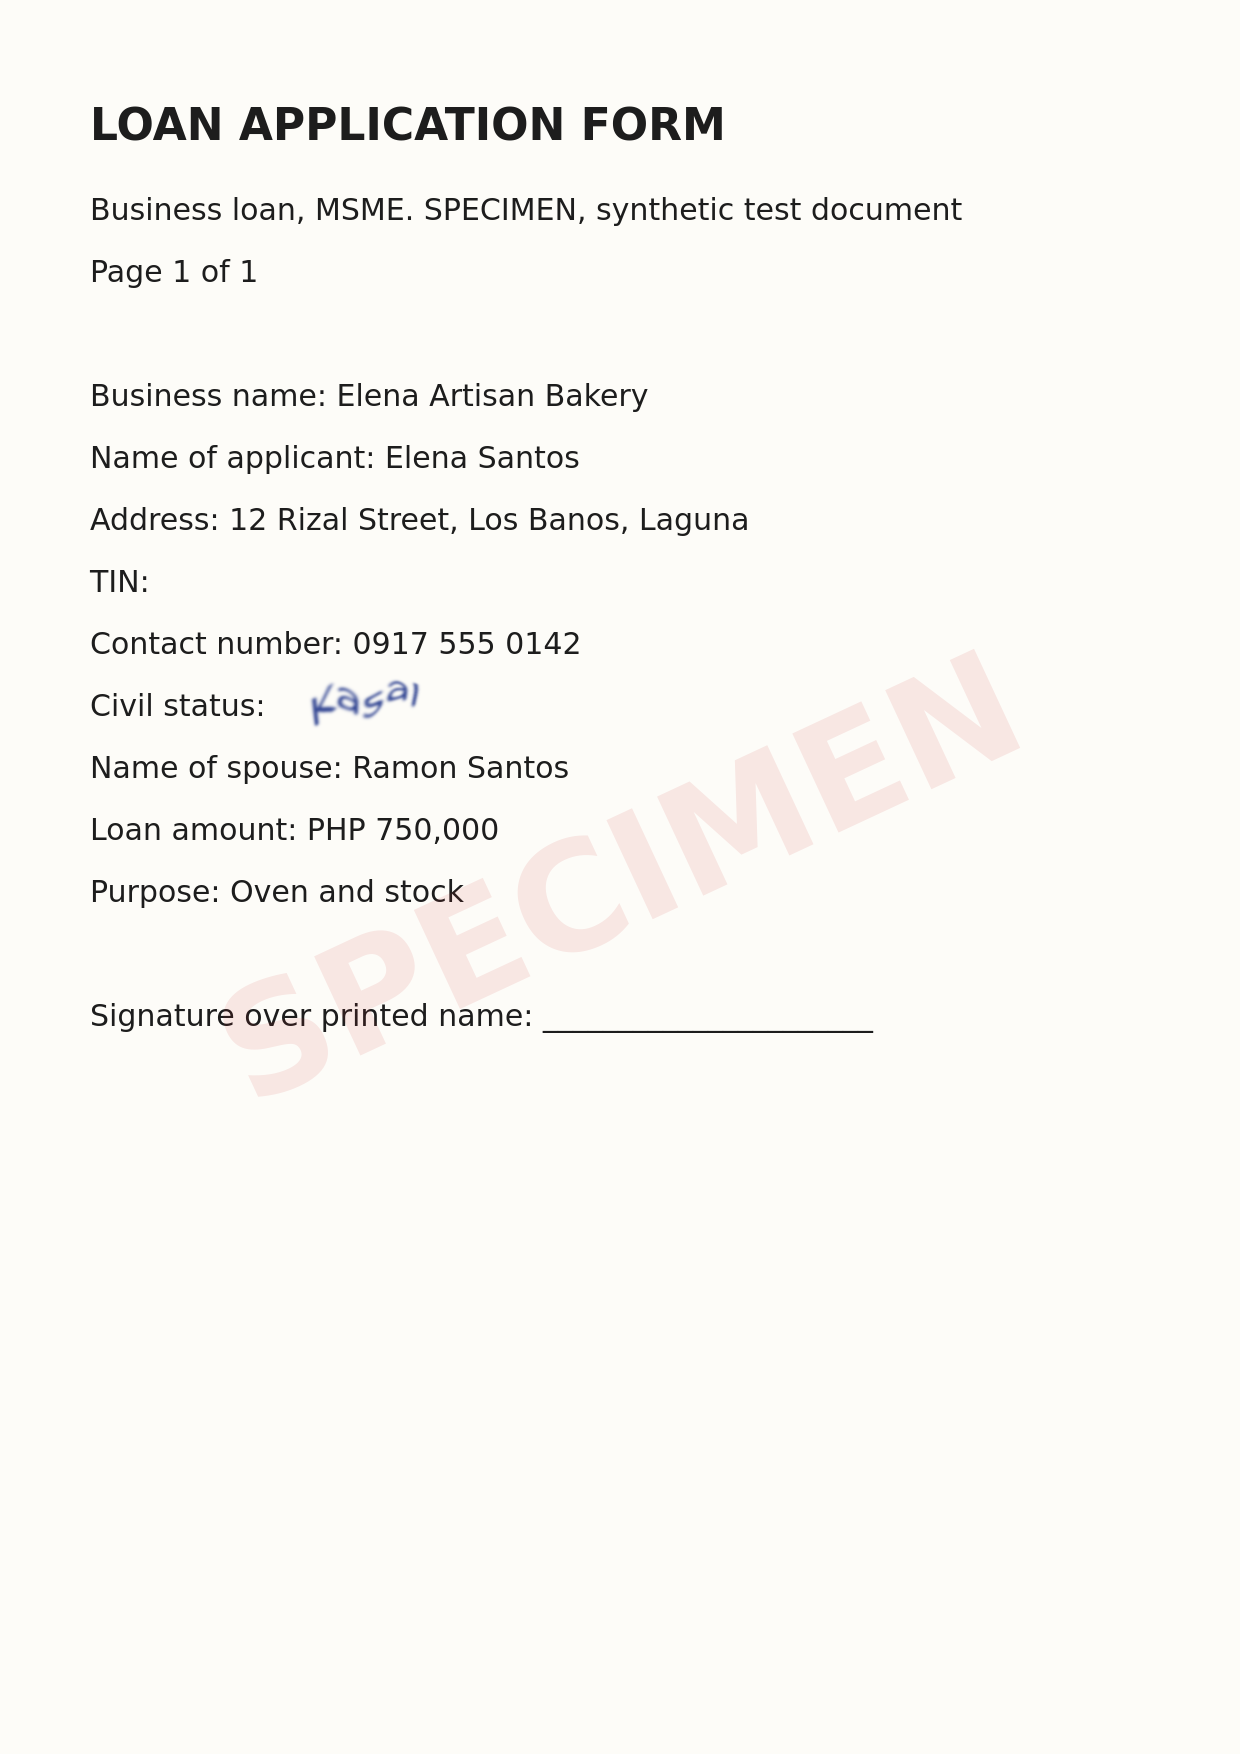 LOAN APPLICATION FORM
Business loan, MSME. SPECIMEN, synthetic test document
Page 1 of 1
Business name: Elena Artisan Bakery
Name of applicant: Elena Santos
Address: 12 Rizal Street, Los Banos, Laguna
TIN:
Contact number: 0917 555 0142
Civil status:
Name of spouse: Ramon Santos
Loan amount: PHP 750,000
Purpose: Oven and stock
Signature over printed name: ______________________
SPECIMEN